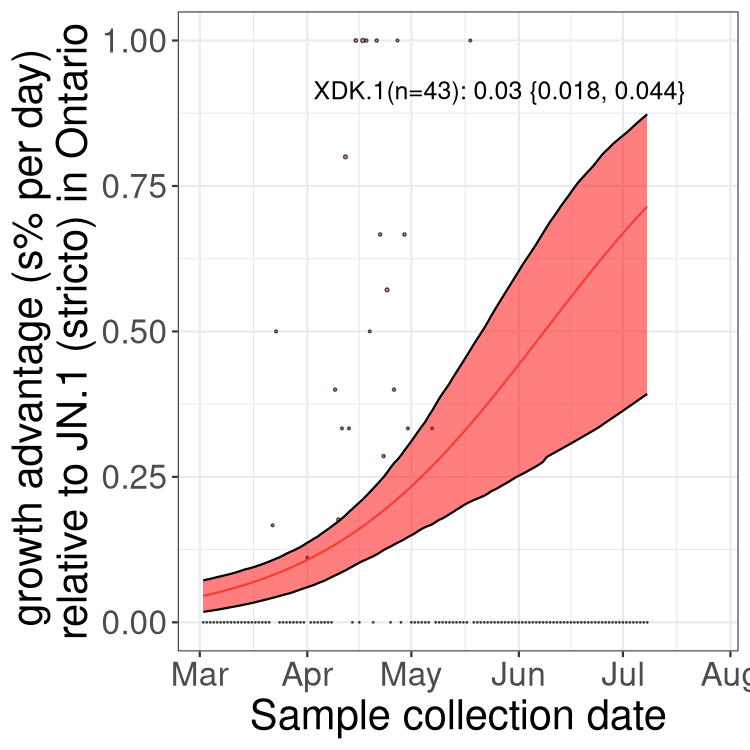 growth advantage (s% per day)
relative to JN.1 (stricto) in Ontario
1.00
0.75
0.50
0.25
0.00
XDK.1(n=43): 0.03 {0.018, 0.044}
Mar Apr May Jun Jul Aug
Sample collection date